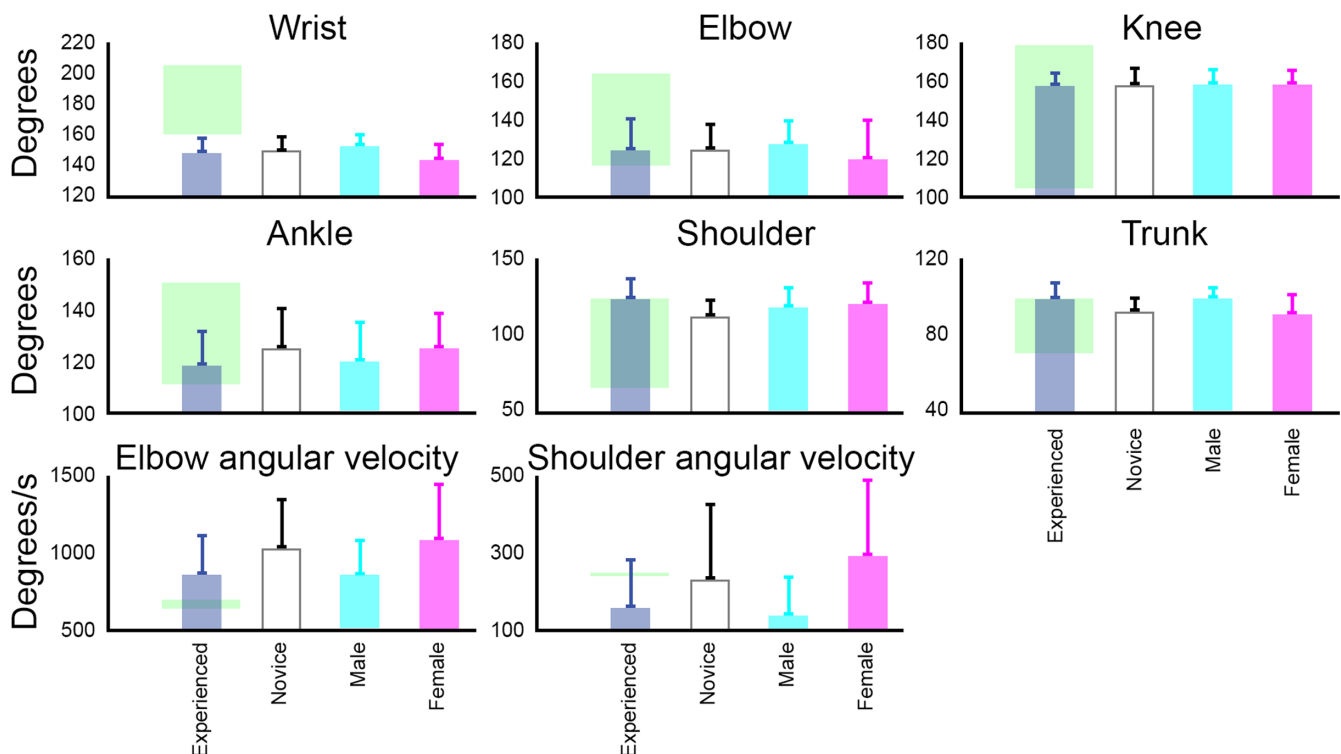 Wrist
Elbow
Knee
Degrees
220
200
180
160
140
120
180
160
140
120
100
180
160
140
120
100
Ankle
Shoulder
Trunk
Degrees
160
140
120
100
150
100
50
120
80
40
Elbow angular velocity
Shoulder angular velocity
Degrees/s
1500
1000
500
500
300
100
Experienced
Novice
Male
Female
Experienced
Novice
Male
Female
Experienced
Novice
Male
Female